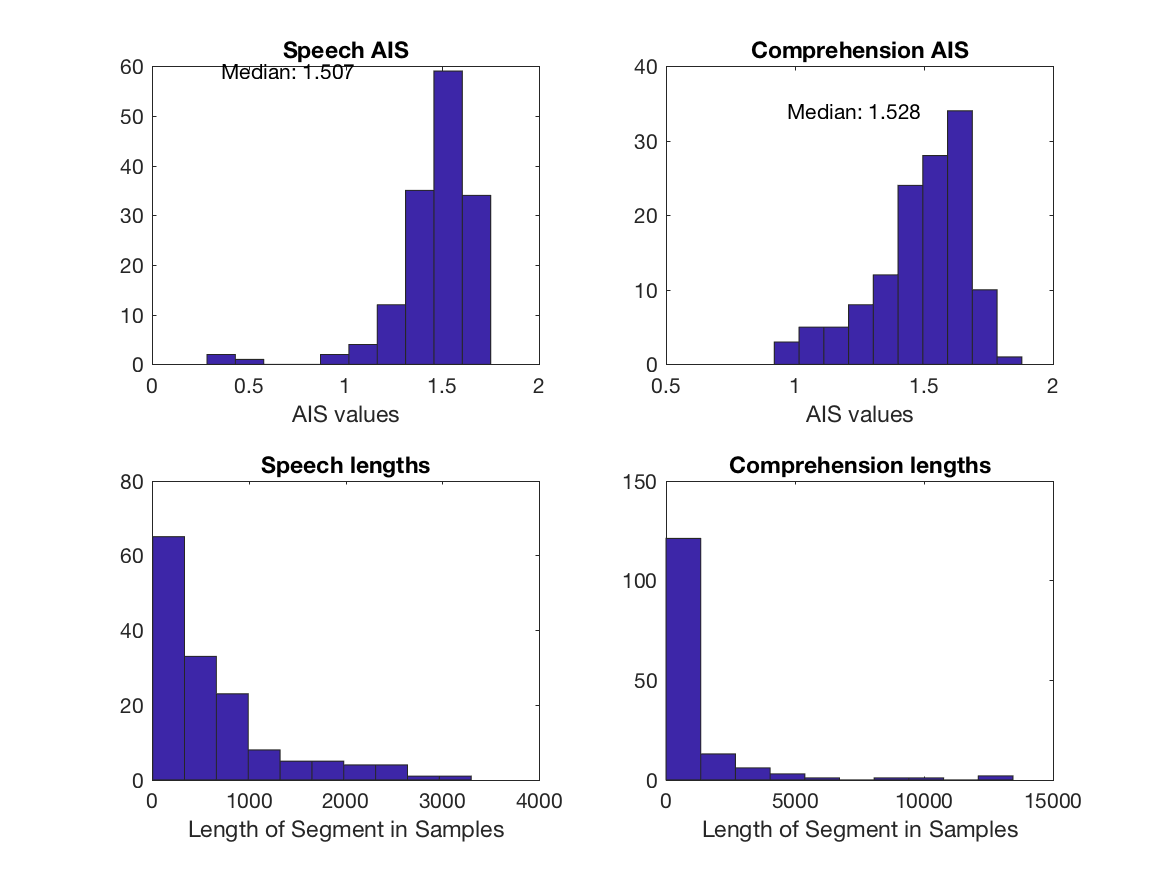 Speech AIS
Median: 1.507
60
50
40
30
20
10
0
0 0.5 1 1.5 2
AIS values
Comprehension AIS
Median: 1.528
40
30
20
10
0
0.5 1 1.5 2
AIS values
Speech lengths
80
60
40
20
0
0 1000 2000 3000 4000
Length of Segment in Samples
Comprehension lengths
150
100
50
0
0 5000 10000 15000
Length of Segment in Samples